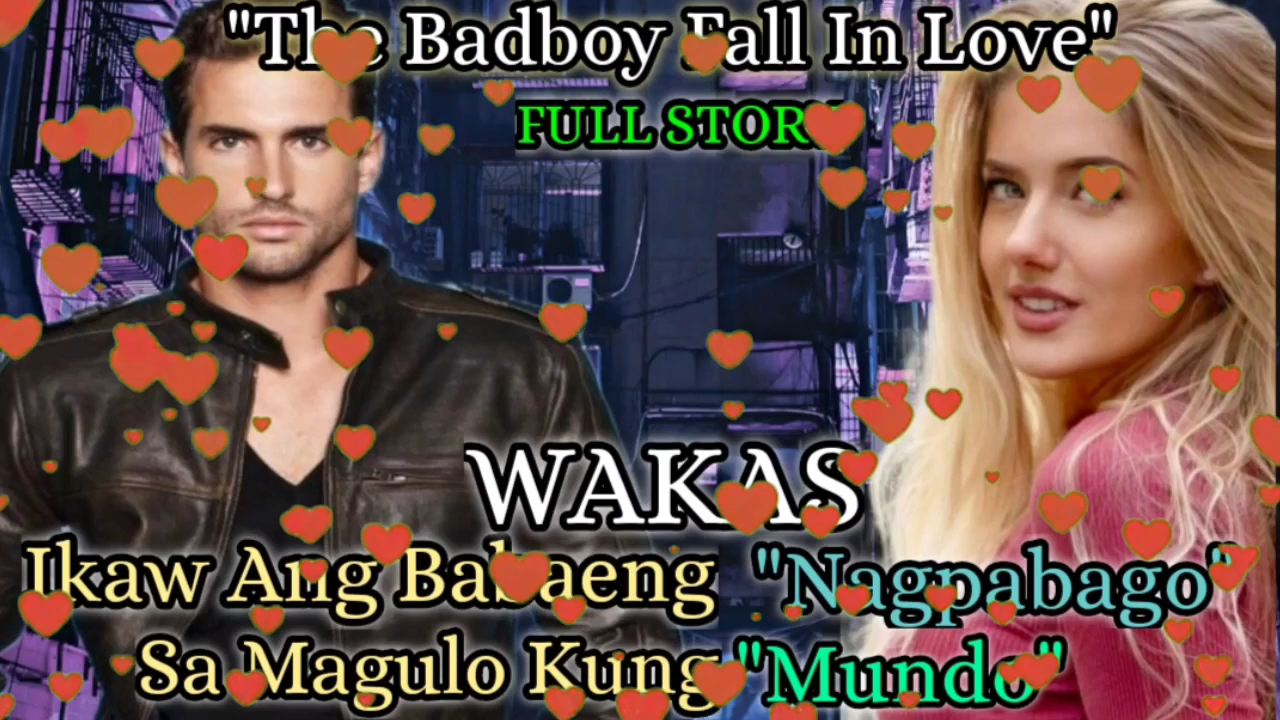 "The Badboy Fall In Love"
FULL STORY
WAKAS
Ikaw Ang Babaeng "Nagpabago"
Sa Magulo Kung "Mundo"